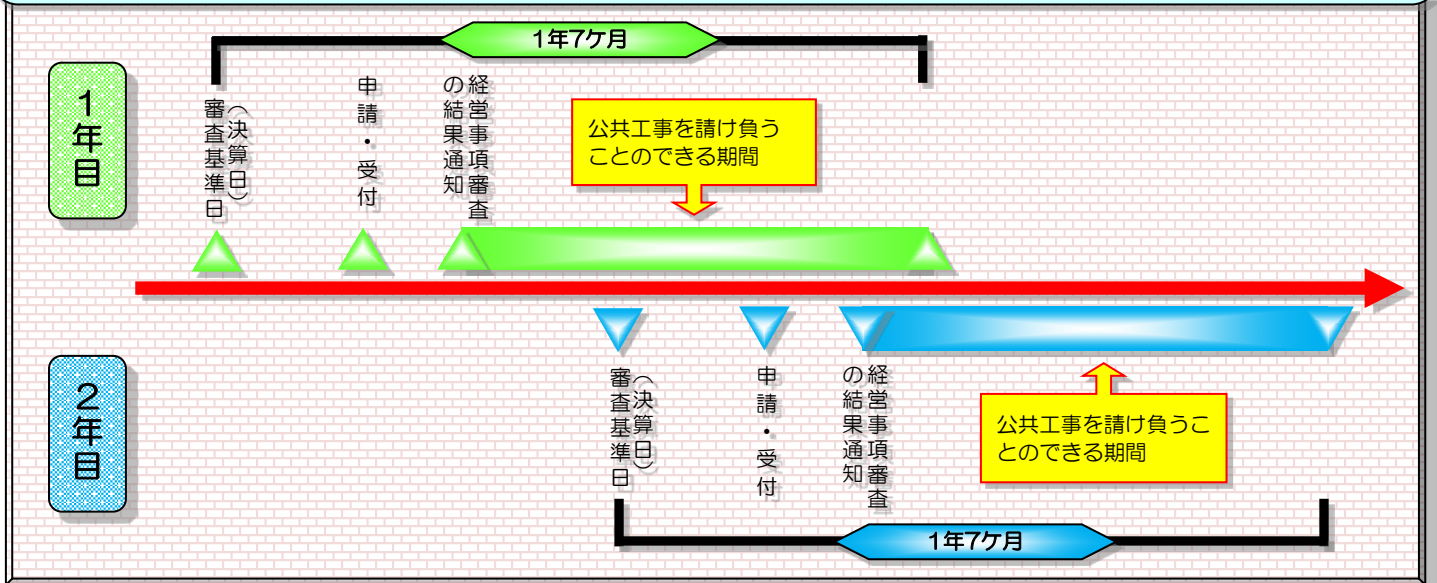 1年7ケ月
1年目
審査基準日
(決算日)
申請・受付
経営事項審査
の結果通知
公共工事を請け負う
ことのできる期間
2年目
審査基準日
(決算日)
申請・受付
経営事項審査
の結果通知
公共工事を請け負うこ
とのできる期間
1年7ケ月